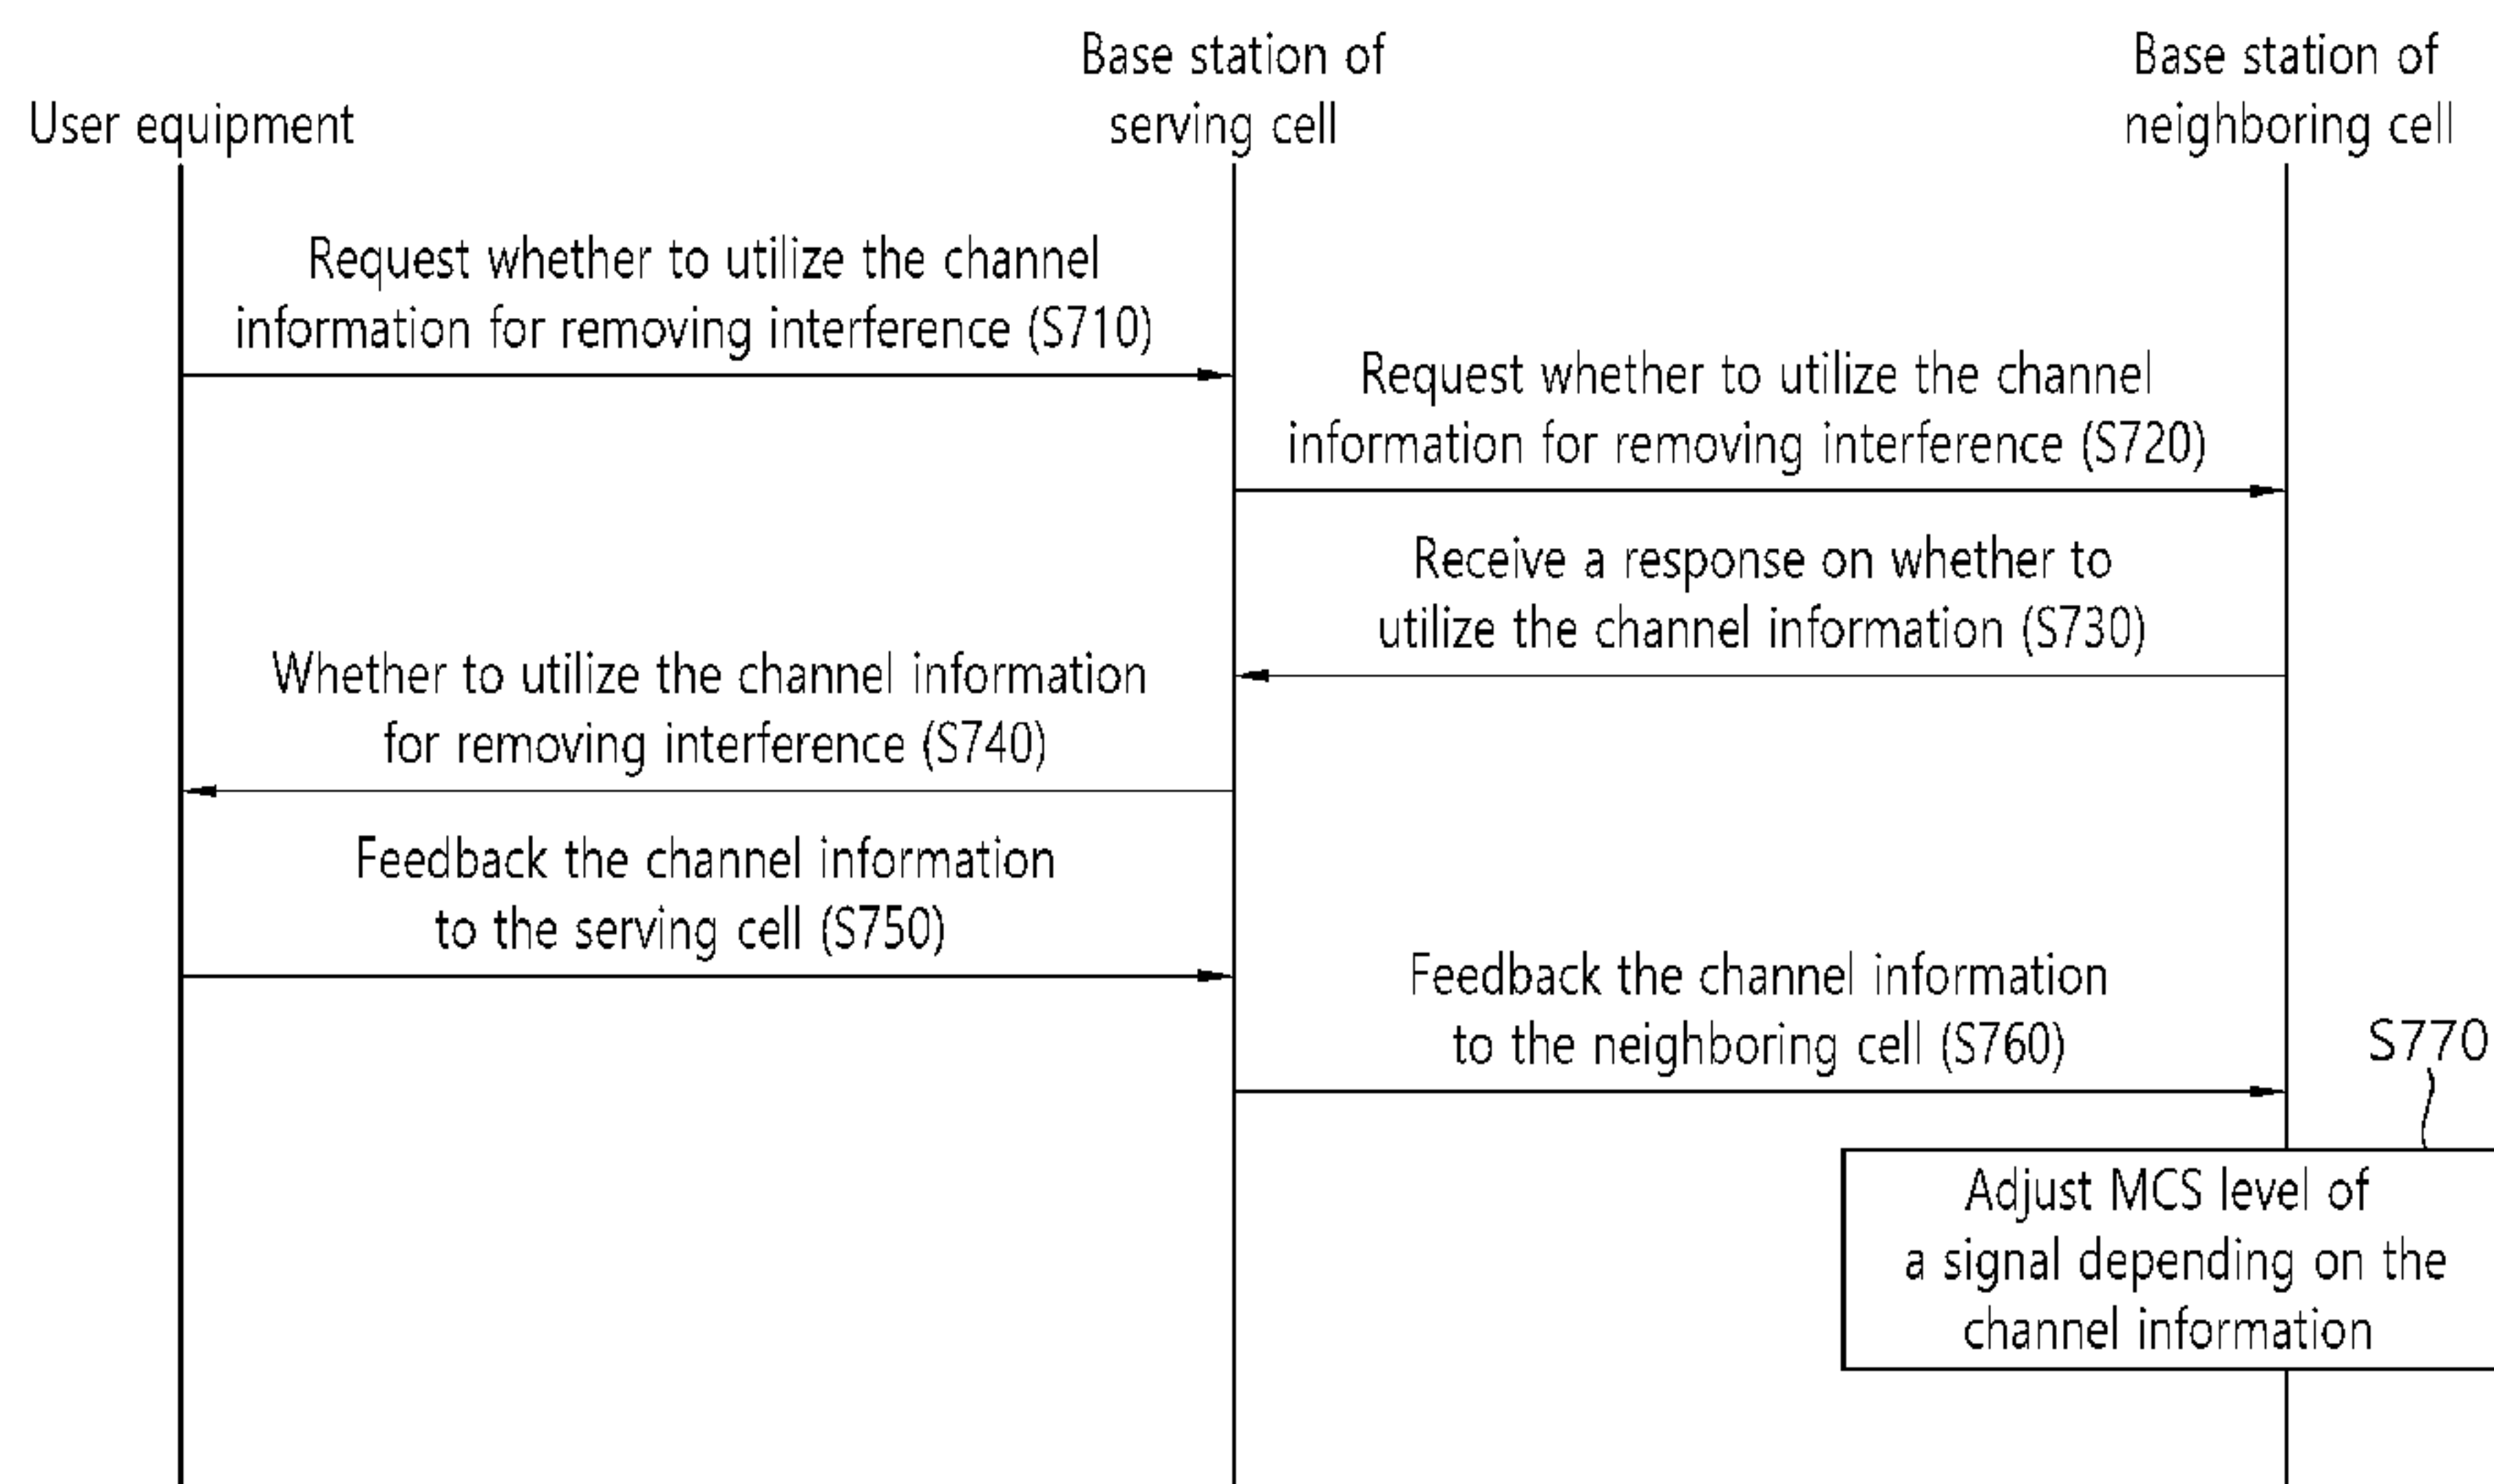 User equipment
Base station of
serving cell
Base station of
neighboring cell
Request whether to utilize the channel
information for removing interference (S710)
Request whether to utilize the channel
information for removing interference (S720)
Receive a response on whether to
utilize the channel information (S730)
Whether to utilize the channel information
for removing interference (S740)
Feedback the channel information
to the serving cell (S750)
Feedback the channel information
to the neighboring cell (S760)
S770
Adjust MCS level of
a signal depending on the
channel information